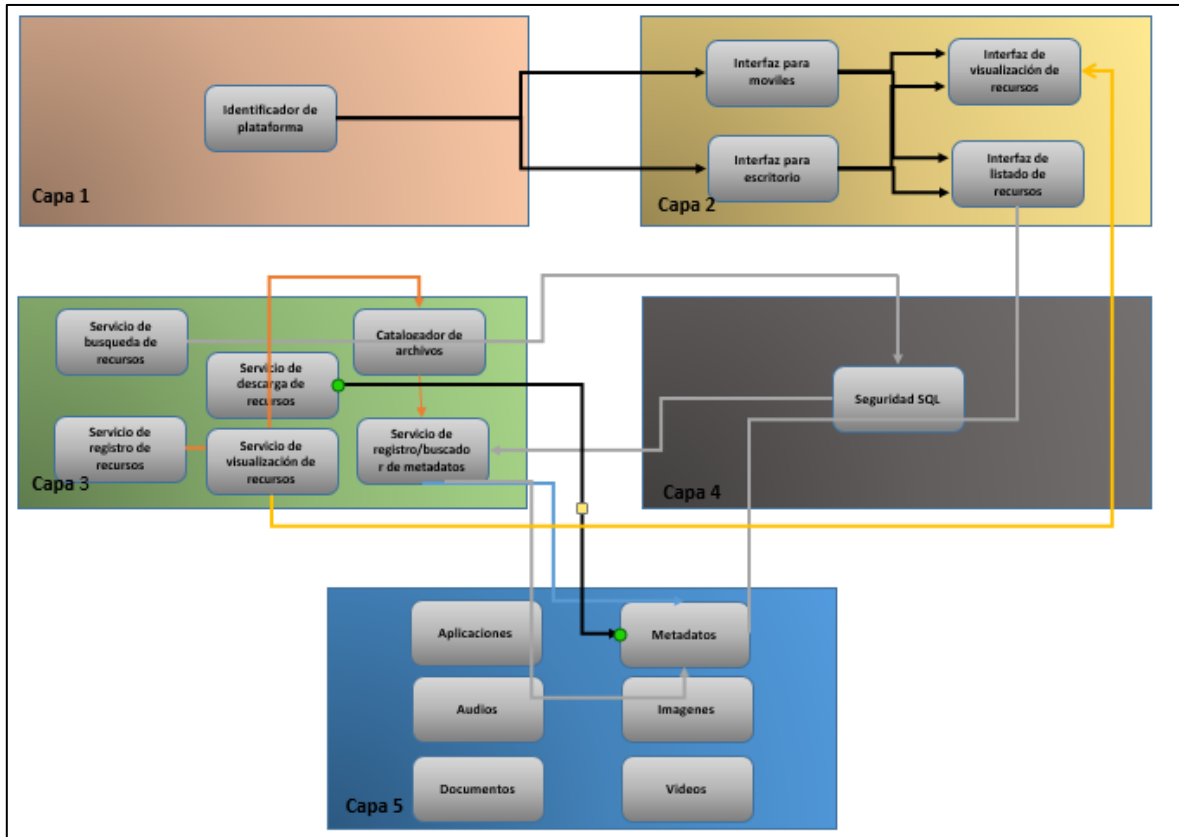 Identificador de
plataforma
Capa 1
Interfaz para
moviles
Interfaz de
visualización de
recursos
Interfaz para
escritorio
Interfaz de
listado de
recursos
Capa 2
Servicio de
busqueda de
recursos
Catalogador de
archivos
Servicio de
descarga de
recursos
Servicio de
registro de
recursos
Servicio de
visualización de
recursos
Servicio de
registro/buscado
r de metadatos
Capa 3
Seguridad SQL
Capa 4
Aplicaciones
Metadatos
Audios
Imagenes
Documentos
Videos
Capa 5